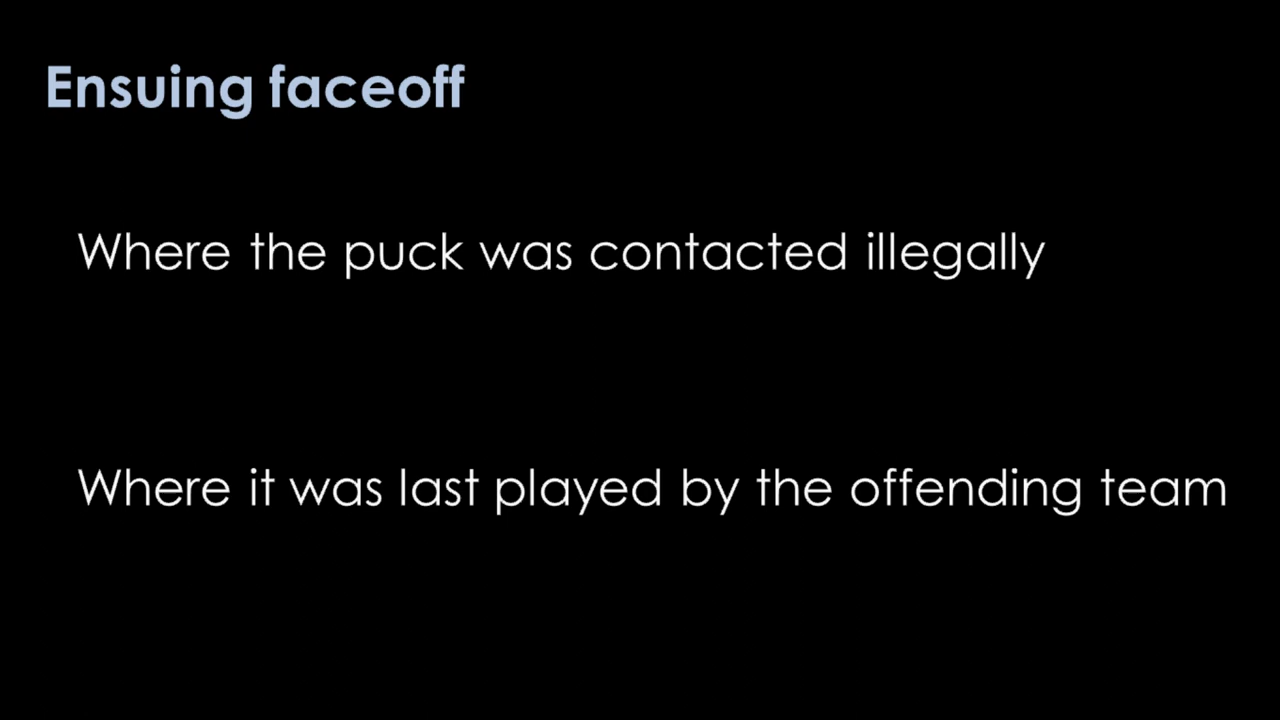 Ensuing faceoff
Where the puck was contacted illegally
Where it was last played by the offending team